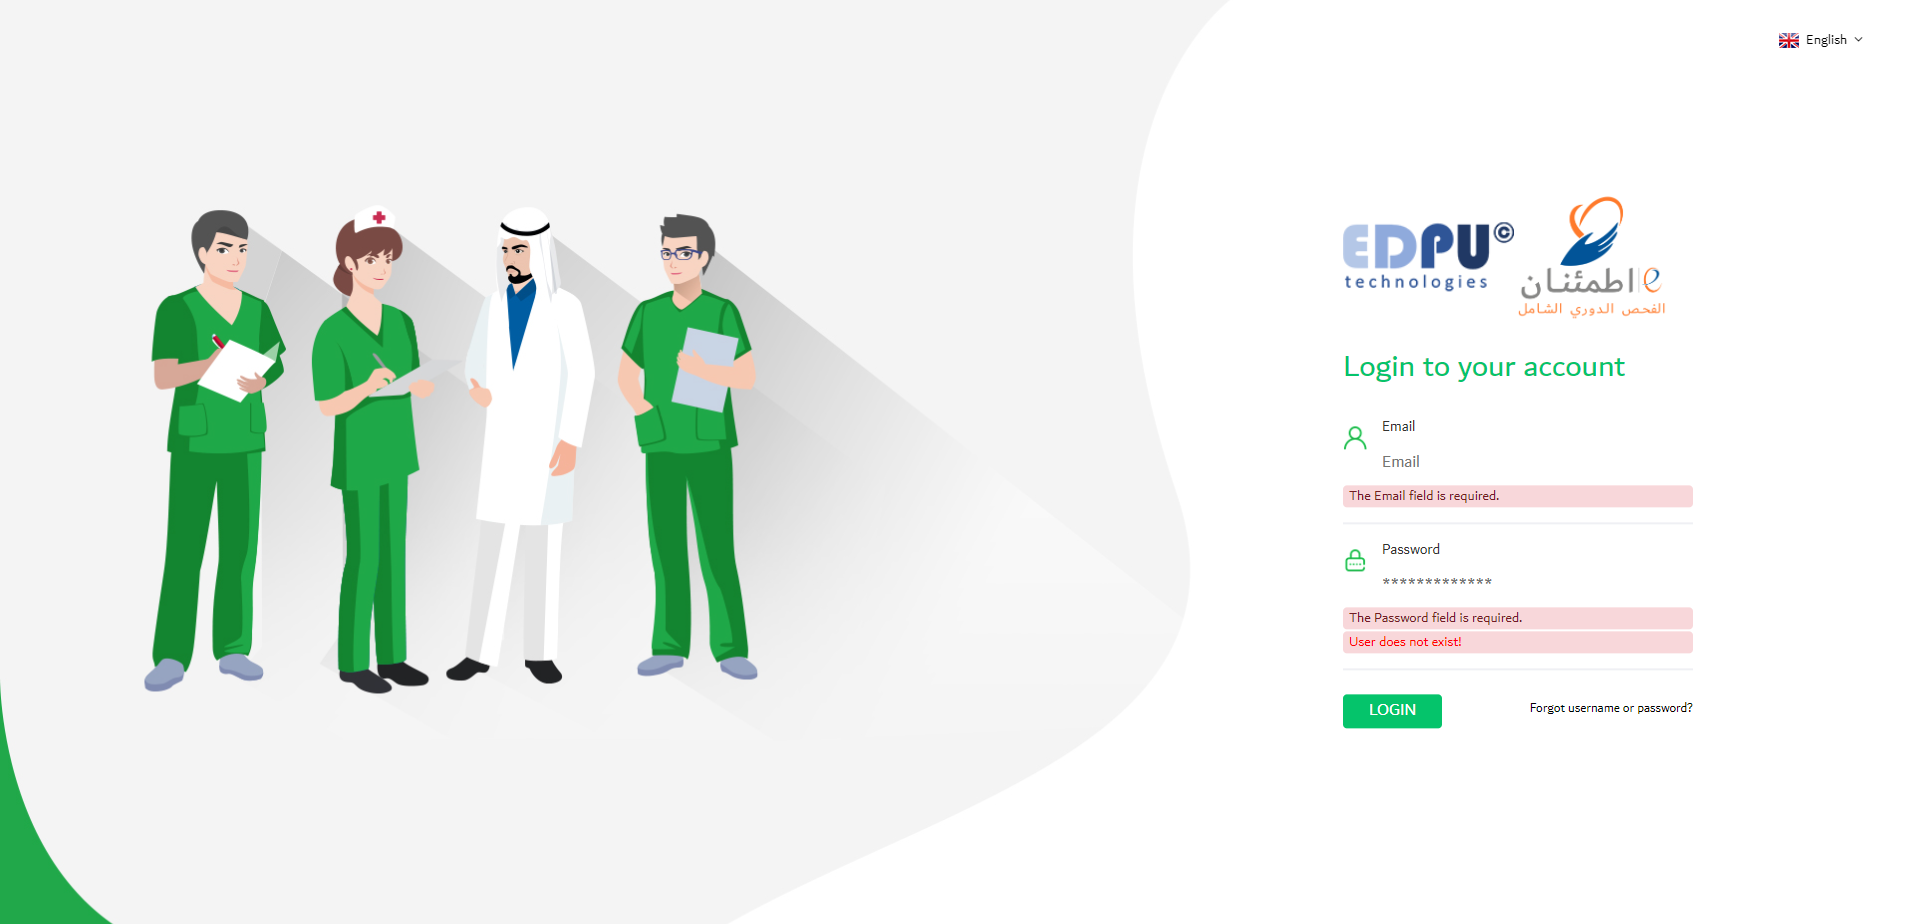 English
EDPU©
technologies
اطمئنان e
الفحص الدوري الشامل
Login to your account
Email
Email
The Email field is required.
Password
*************
The Password field is required.
User does not exist!
LOGIN
Forgot username or password?